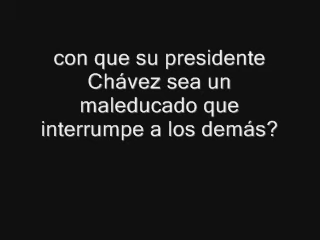 con que su presidente
Chávez sea un
maleducado que
interrumpe a los demás?